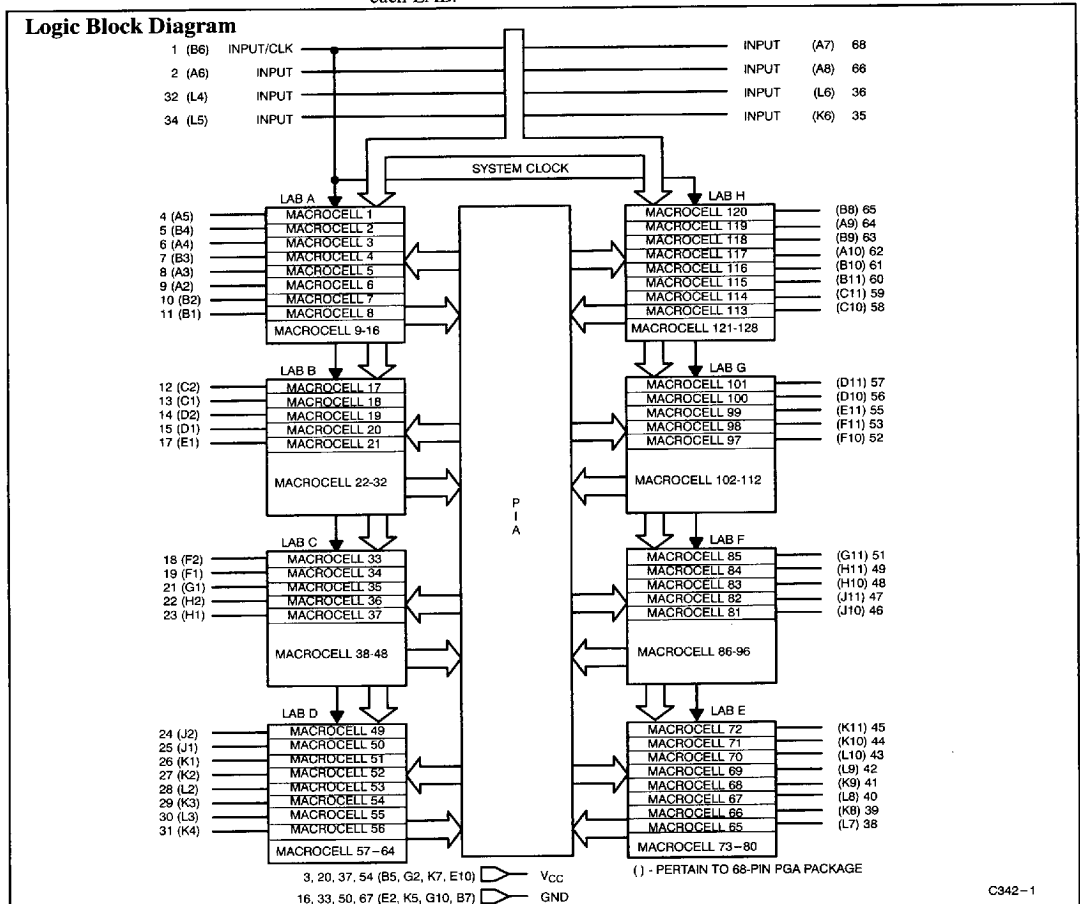 each LAB.
Logic Block Diagram
1 (B6) INPUT/CLK INPUT (A7) 68
2 (A6) INPUT INPUT (A8) 66
32 (L4) INPUT INPUT (L6) 36
34 (L5) INPUT INPUT (K6) 35
SYSTEM CLOCK
LAB A
4 (A5) MACROCELL 1
5 (B4) MACROCELL 2
6 (A4) MACROCELL 3
7 (B3) MACROCELL 4
8 (A3) MACROCELL 5
9 (A2) MACROCELL 6
10 (B2) MACROCELL 7
11 (B1) MACROCELL 8
MACROCELL 9-16
LAB B
12 (C2) MACROCELL 17
13 (C1) MACROCELL 18
14 (D2) MACROCELL 19
15 (D1) MACROCELL 20
17 (E1) MACROCELL 21
MACROCELL 22-32
LAB C
18 (F2) MACROCELL 33
19 (F1) MACROCELL 34
21 (G1) MACROCELL 35
22 (H2) MACROCELL 36
23 (H1) MACROCELL 37
MACROCELL 38-48
LAB D
24 (J2) MACROCELL 49
25 (J1) MACROCELL 50
26 (K1) MACROCELL 51
27 (K2) MACROCELL 52
28 (L2) MACROCELL 53
29 (K3) MACROCELL 54
30 (L3) MACROCELL 55
31 (K4) MACROCELL 56
MACROCELL 57-64
P
I
A
LAB H
MACROCELL 120 (B8) 65
MACROCELL 119 (A9) 64
MACROCELL 118 (B9) 63
MACROCELL 117 (A10) 62
MACROCELL 116 (B10) 61
MACROCELL 115 (B11) 60
MACROCELL 114 (C11) 59
MACROCELL 113 (C10) 58
MACROCELL 121-128
LAB G
MACROCELL 101 (D11) 57
MACROCELL 100 (D10) 56
MACROCELL 99 (E11) 55
MACROCELL 98 (F11) 53
MACROCELL 97 (F10) 52
MACROCELL 102-112
LAB F
MACROCELL 85 (G11) 51
MACROCELL 84 (H11) 49
MACROCELL 83 (H10) 48
MACROCELL 82 (J11) 47
MACROCELL 81 (J10) 46
MACROCELL 86-96
LAB E
MACROCELL 72 (K11) 45
MACROCELL 71 (K10) 44
MACROCELL 70 (L10) 43
MACROCELL 69 (L9) 42
MACROCELL 68 (K9) 41
MACROCELL 67 (L8) 40
MACROCELL 66 (K8) 39
MACROCELL 65 (L7) 38
MACROCELL 73-80
3, 20, 37, 54 (B5, G2, K7, E10) VCC
16, 33, 50, 67 (E2, K5, G10, B7) GND
( ) - PERTAIN TO 68-PIN PGA PACKAGE
C342-1